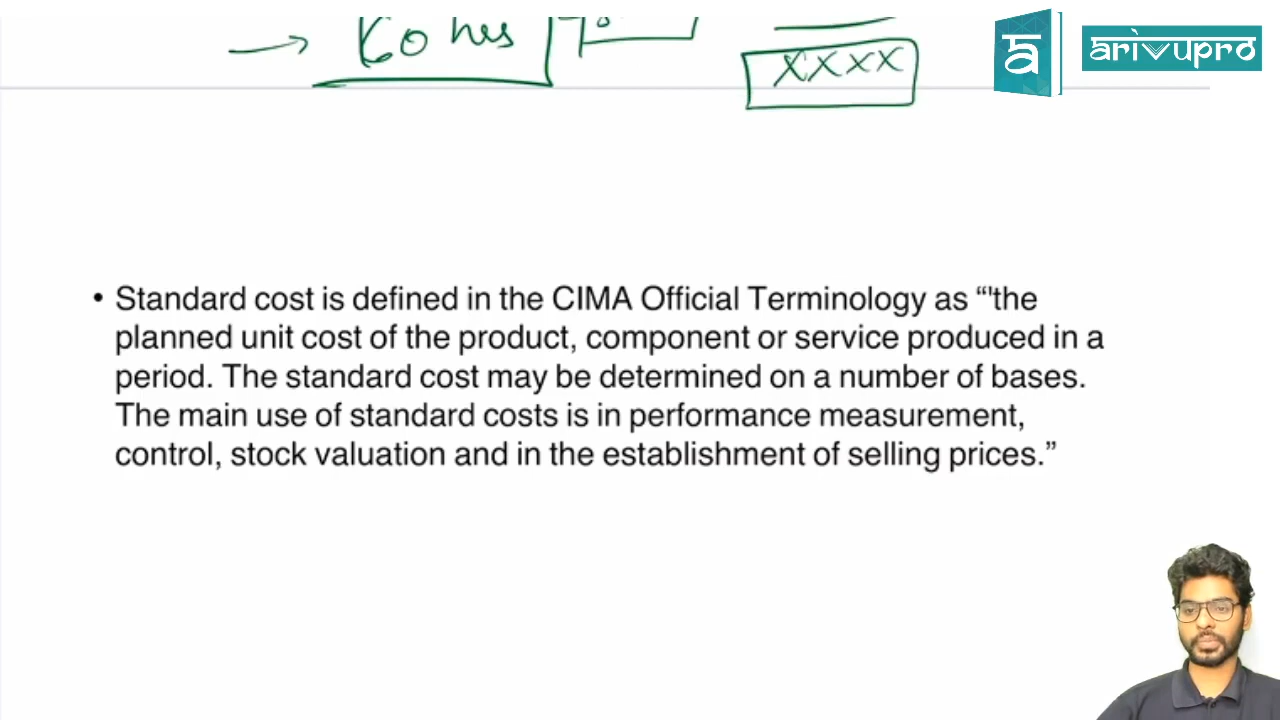 → 60 hrs
XXXX
arivupro
• Standard cost is defined in the CIMA Official Terminology as “'the
planned unit cost of the product, component or service produced in a
period. The standard cost may be determined on a number of bases.
The main use of standard costs is in performance measurement,
control, stock valuation and in the establishment of selling prices.”